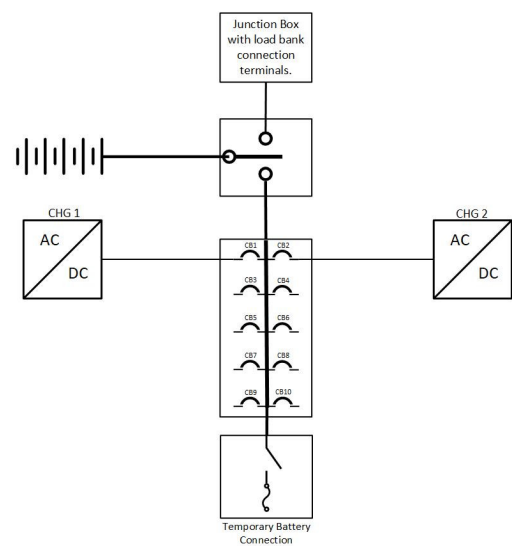 Junction Box
with load bank
connection
terminals.
CHG 1
CHG 2
AC
DC
AC
DC
CB1
CB2
CB3
CB4
CB5
CB6
CB7
CB8
CB9
CB10
Temporary Battery
Connection